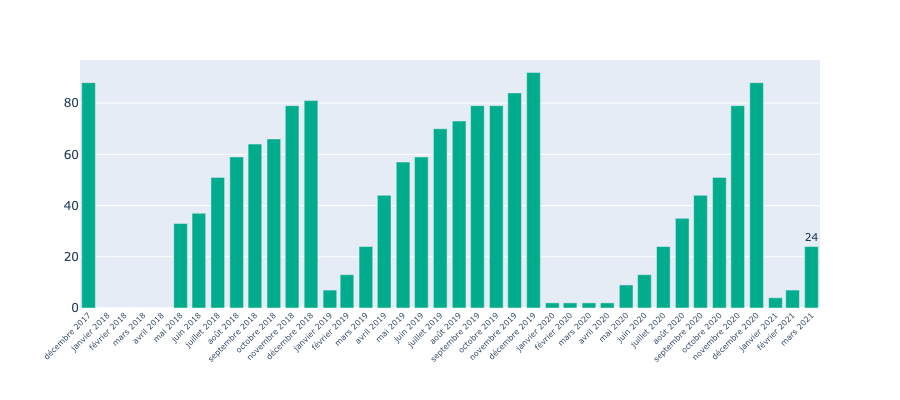 80
60
40
20
0
24
décembre 2017
janvier 2018
février 2018
mars 2018
avril 2018
mai 2018
juin 2018
juillet 2018
août 2018
septembre 2018
octobre 2018
novembre 2018
décembre 2018
janvier 2019
février 2019
mars 2019
avril 2019
mai 2019
juin 2019
juillet 2019
août 2019
septembre 2019
octobre 2019
novembre 2019
décembre 2019
janvier 2020
février 2020
mars 2020
avril 2020
mai 2020
juin 2020
juillet 2020
août 2020
septembre 2020
octobre 2020
novembre 2020
décembre 2020
janvier 2021
février 2021
mars 2021